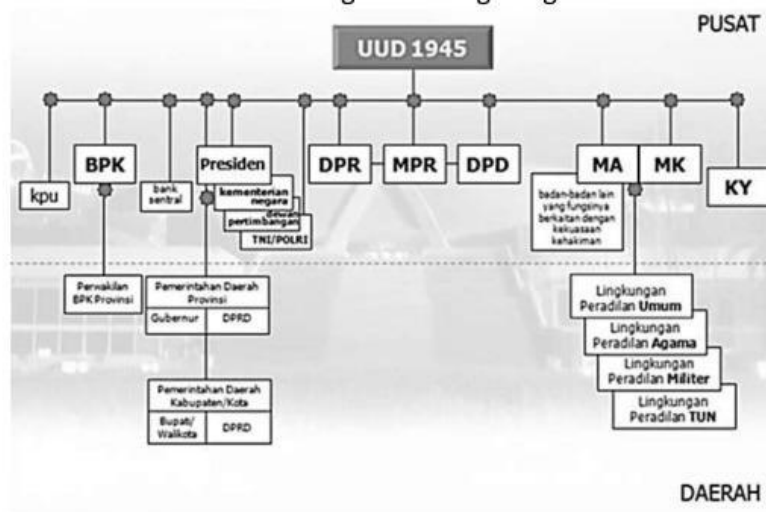 PUSAT
UUD 1945
kpu
BPK
bank
sentral
Presiden
kementerian
negara
dewan
pertimbangan
TNI/POLRI
DPR
MPR
DPD
MA
MK
KY
badan-badan lain
yang fungsinya
berkaitan dengan
kekuasaan
kehakiman
Perwakilan
BPK Provinsi
Pemerintahan Daerah
Provinsi
Gubernur
DPRD
Pemerintahan Daerah
Kabupaten/Kota
Bupati/
Walikota
DPRD
Lingkungan
Peradilan Umum
Lingkungan
Peradilan Agama
Lingkungan
Peradilan Militer
Lingkungan
Peradilan TUN
DAERAH